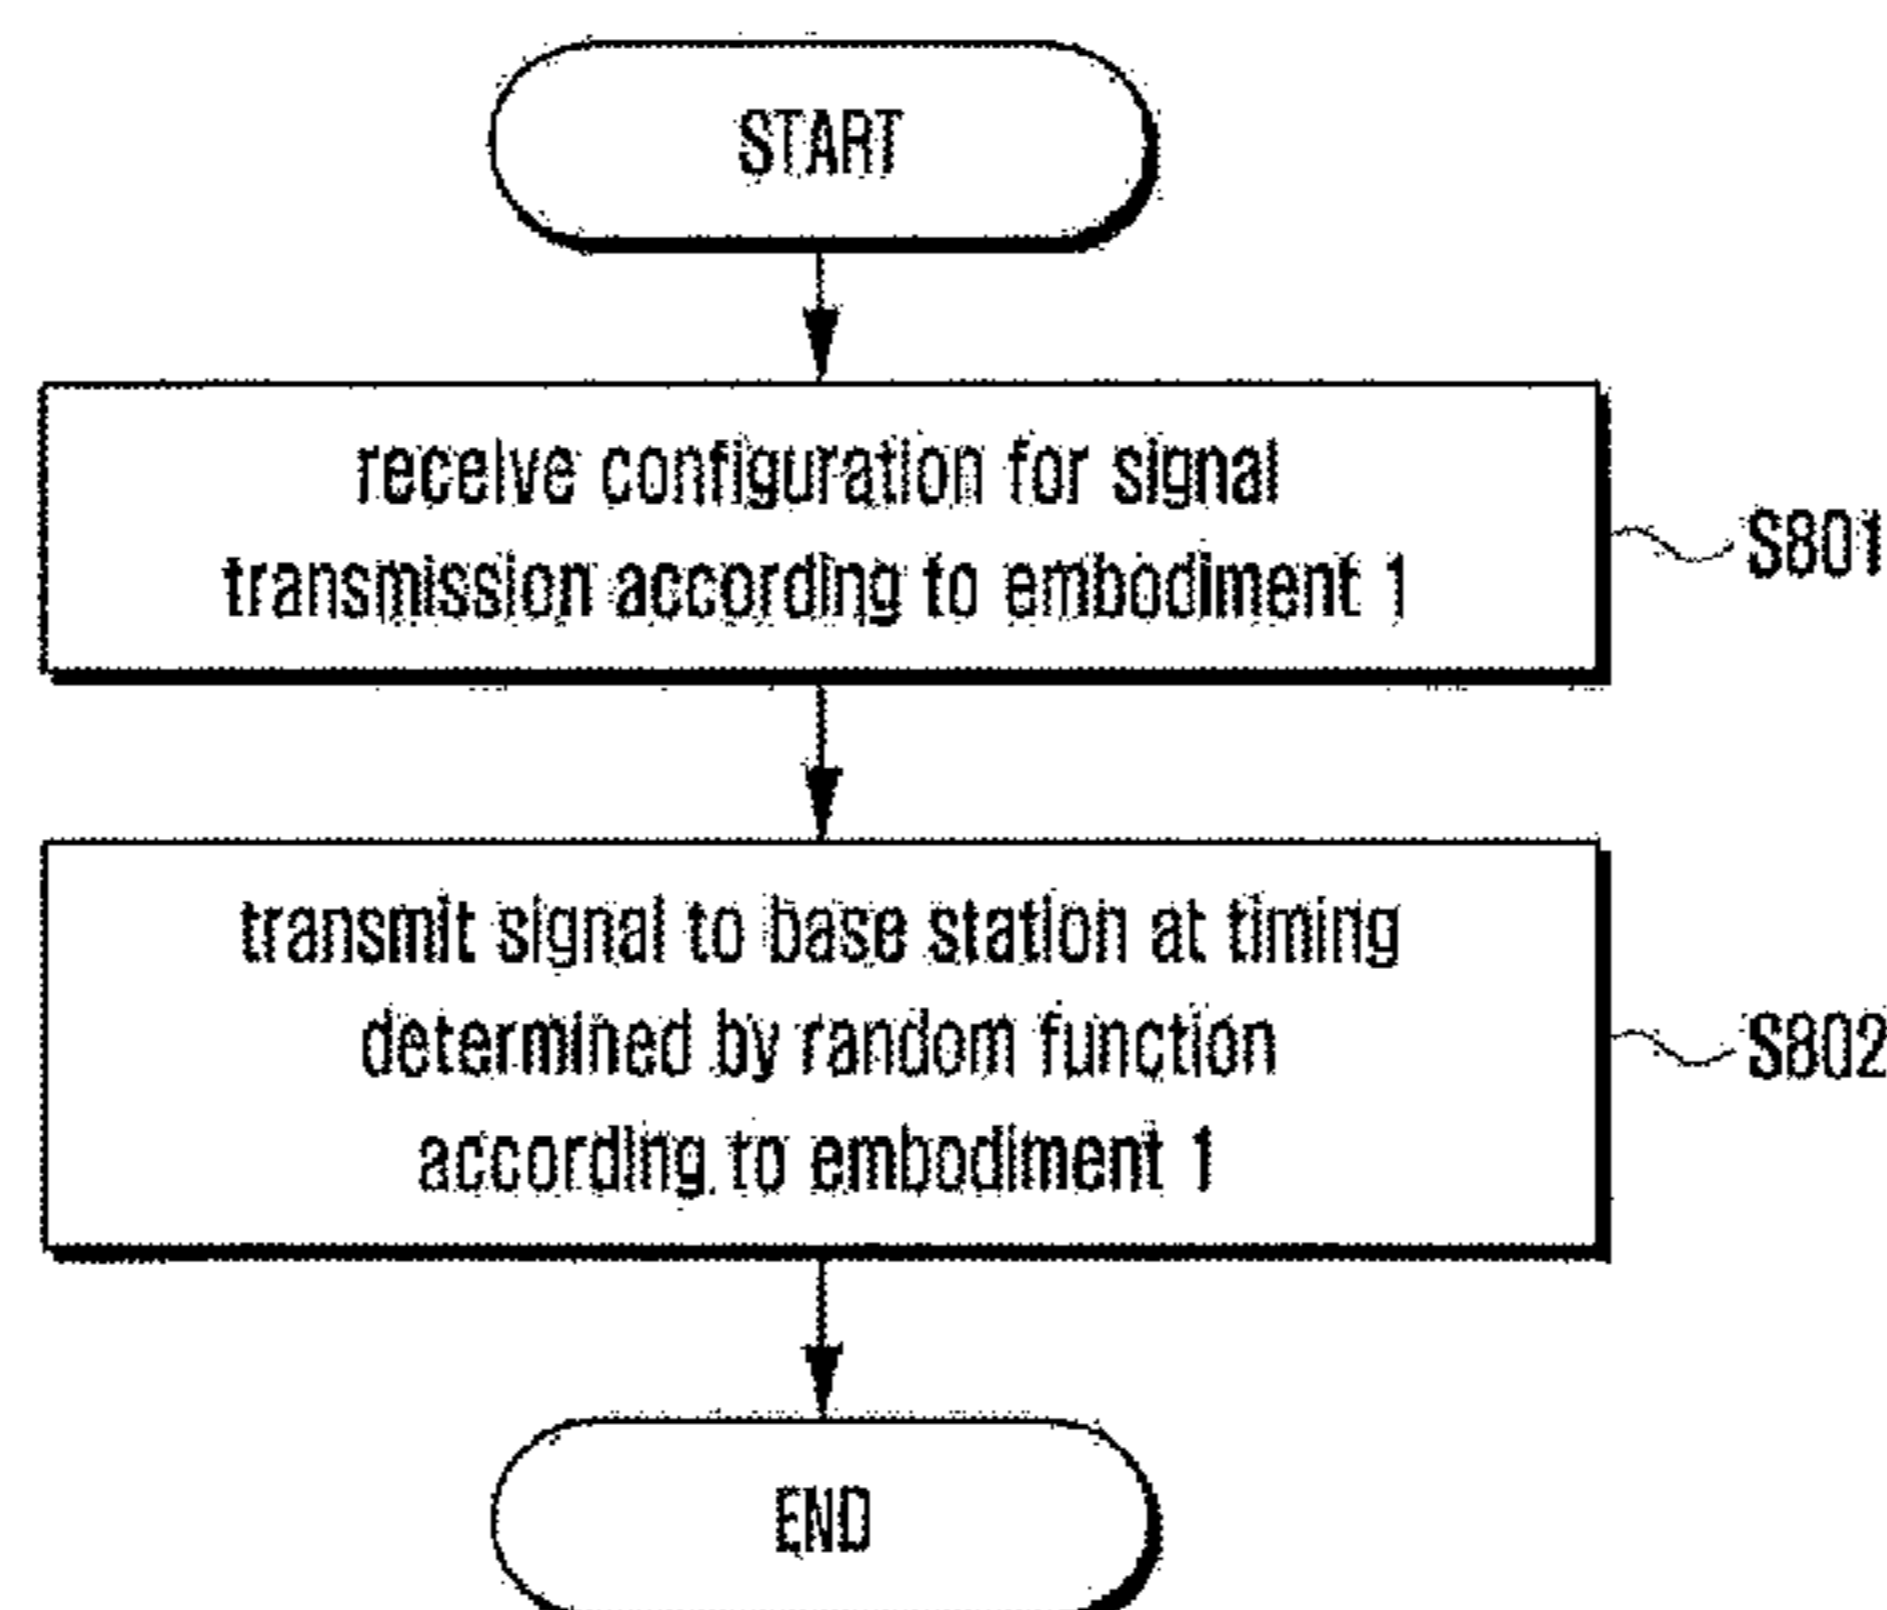 START
receive configuration for signal
transmission according to embodiment 1
S801
transmit signal to base station at timing
determined by random function
according to embodiment 1
S802
END